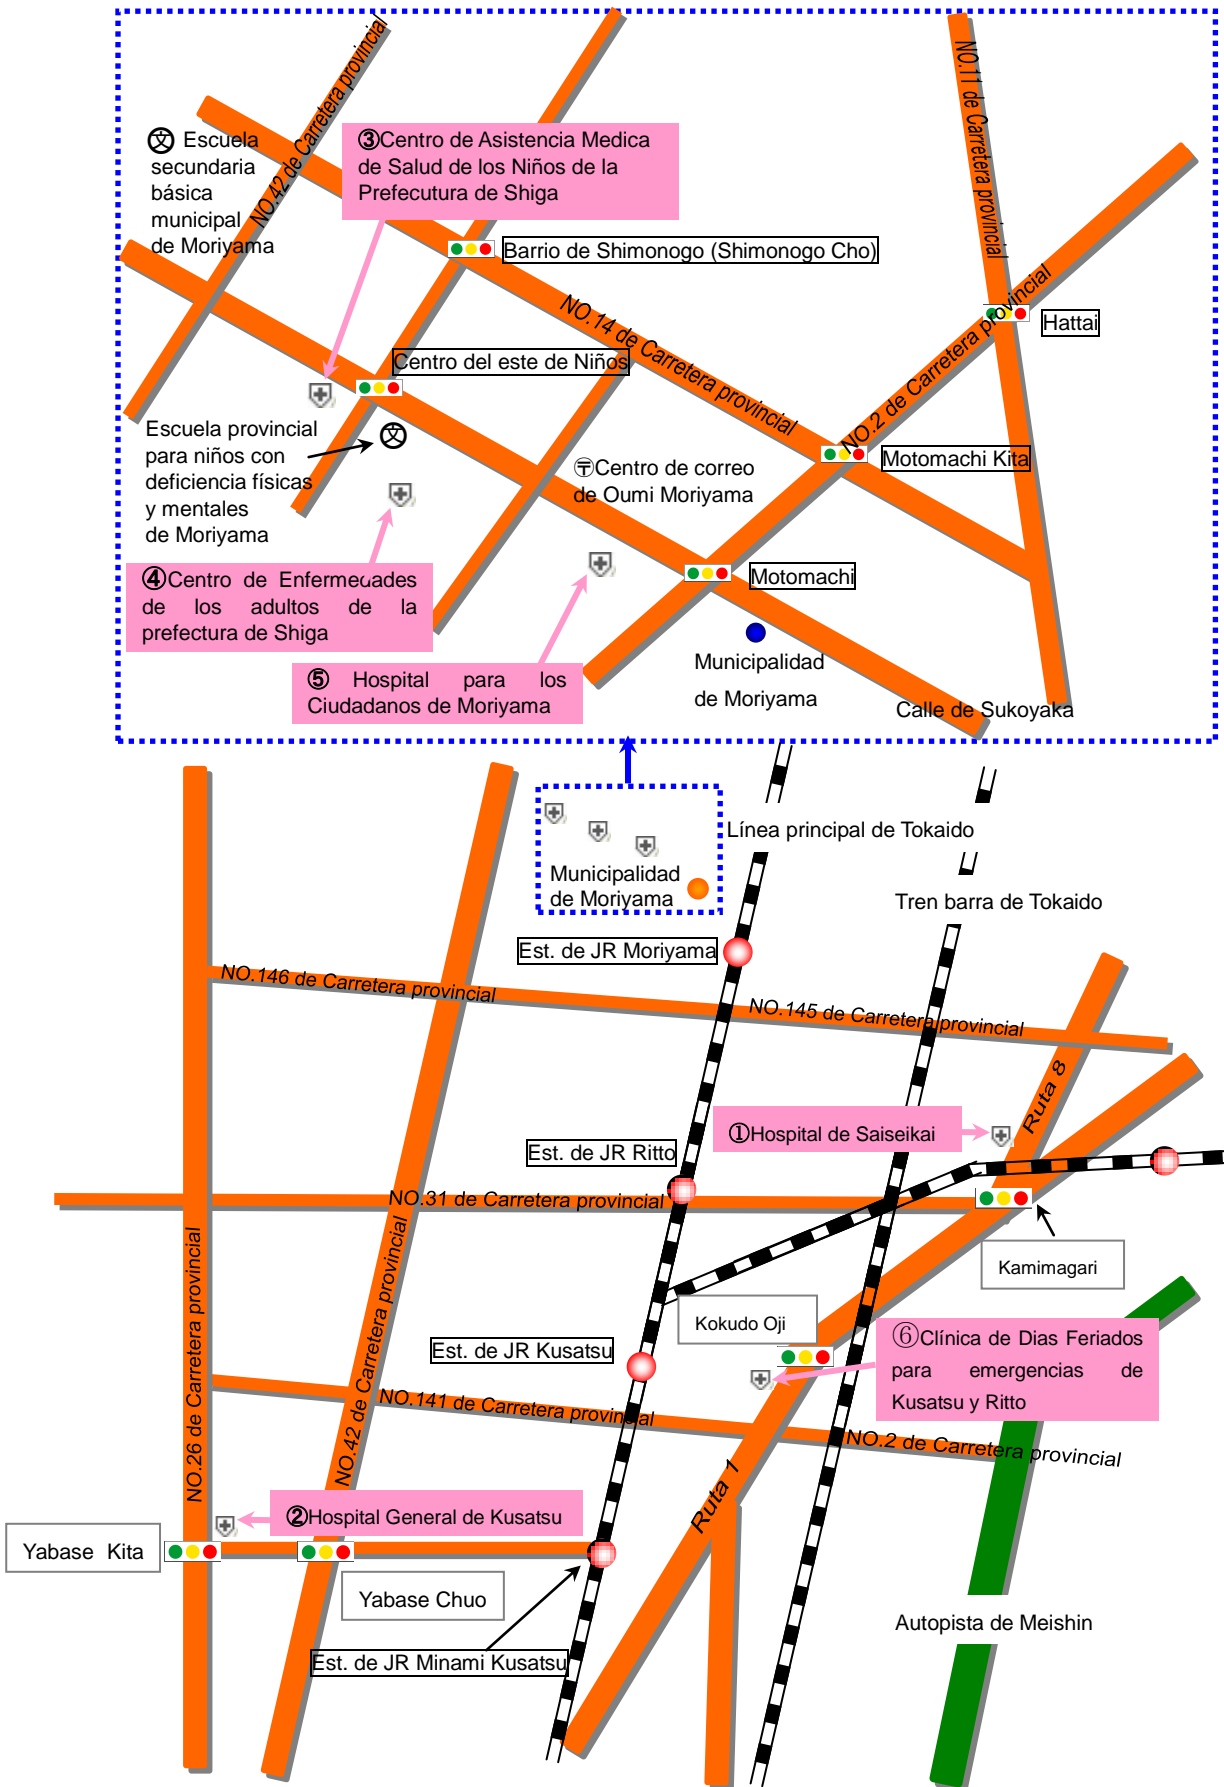 NO.42 de Carretera provincial
NO.11 de Carretera provincial
文 Escuela
secundaria
básica
municipal
de Moriyama
③Centro de Asistencia Medica
de Salud de los Niños de la
Prefecutura de Shiga
Barrio de Shimonogo (Shimonogo Cho)
NO.14 de Carretera provincial
NO.2 de Carretera provincial
Hattai
Centro del este de Niños
Escuela provincial
para niños con
deficiencia físicas
y mentales
de Moriyama
文
〒Centro de correo
de Oumi Moriyama
Motomachi Kita
④Centro de Enfermedades
de los adultos de la
prefectura de Shiga
Motomachi
⑤ Hospital para los
Ciudadanos de Moriyama
Municipalidad
de Moriyama
Calle de Sukoyaka
Línea principal de Tokaido
Municipalidad
de Moriyama
Tren barra de Tokaido
Est. de JR Moriyama
NO.146 de Carretera provincial
NO.145 de Carretera provincial
Ruta 8
①Hospital de Saiseikai
Est. de JR Ritto
NO.31 de Carretera provincial
Kamimagari
NO.26 de Carretera provincial
NO.42 de Carretera provincial
Kokudo Oji
Est. de JR Kusatsu
⑥Clínica de Dias Feriados
para emergencias de
Kusatsu y Ritto
NO.141 de Carretera provincial
NO.2 de Carretera provincial
Ruta 1
②Hospital General de Kusatsu
Yabase Kita
Yabase Chuo
Autopista de Meishin
Est. de JR Minami Kusatsu